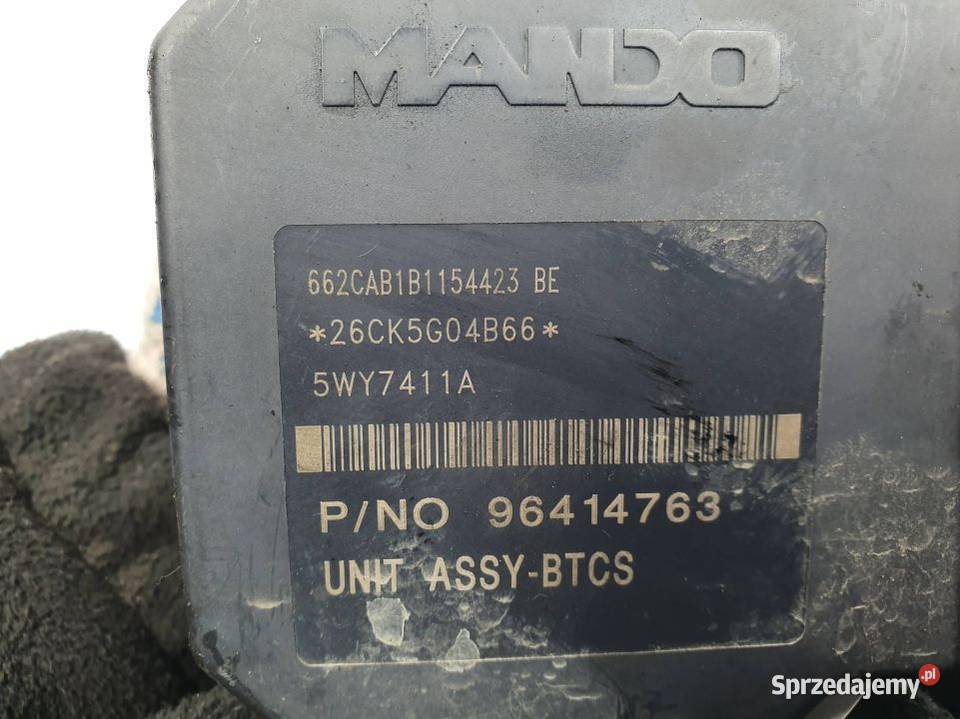 MANDO
662CAB1B1154423 BE
*26CK5G04B66*
5WY7411A
P/NO 96414763
UNIT ASSY-BTCS
Sprzedajemy.pl